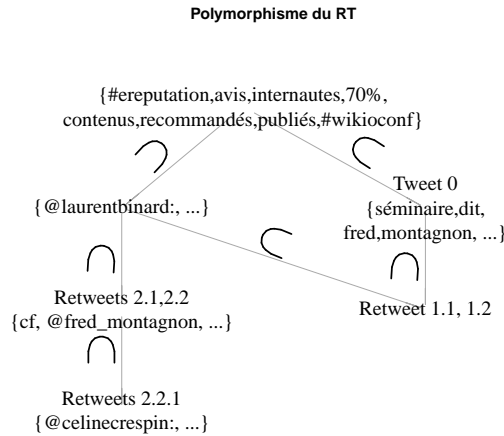 Polymorphisme du RT
{#ereputation,avis,internautes,70%,
contenus,recommandés,publiés,#wikioconf}
Tweet 0
{séminaire,dit,
fred,montagnon, ...}
{@laurentbinard:, ...}
Retweets 2.1,2.2
{cf, @fred_montagnon, ...}
Retweet 1.1, 1.2
Retweets 2.2.1
{@celinecrespin:, ...}